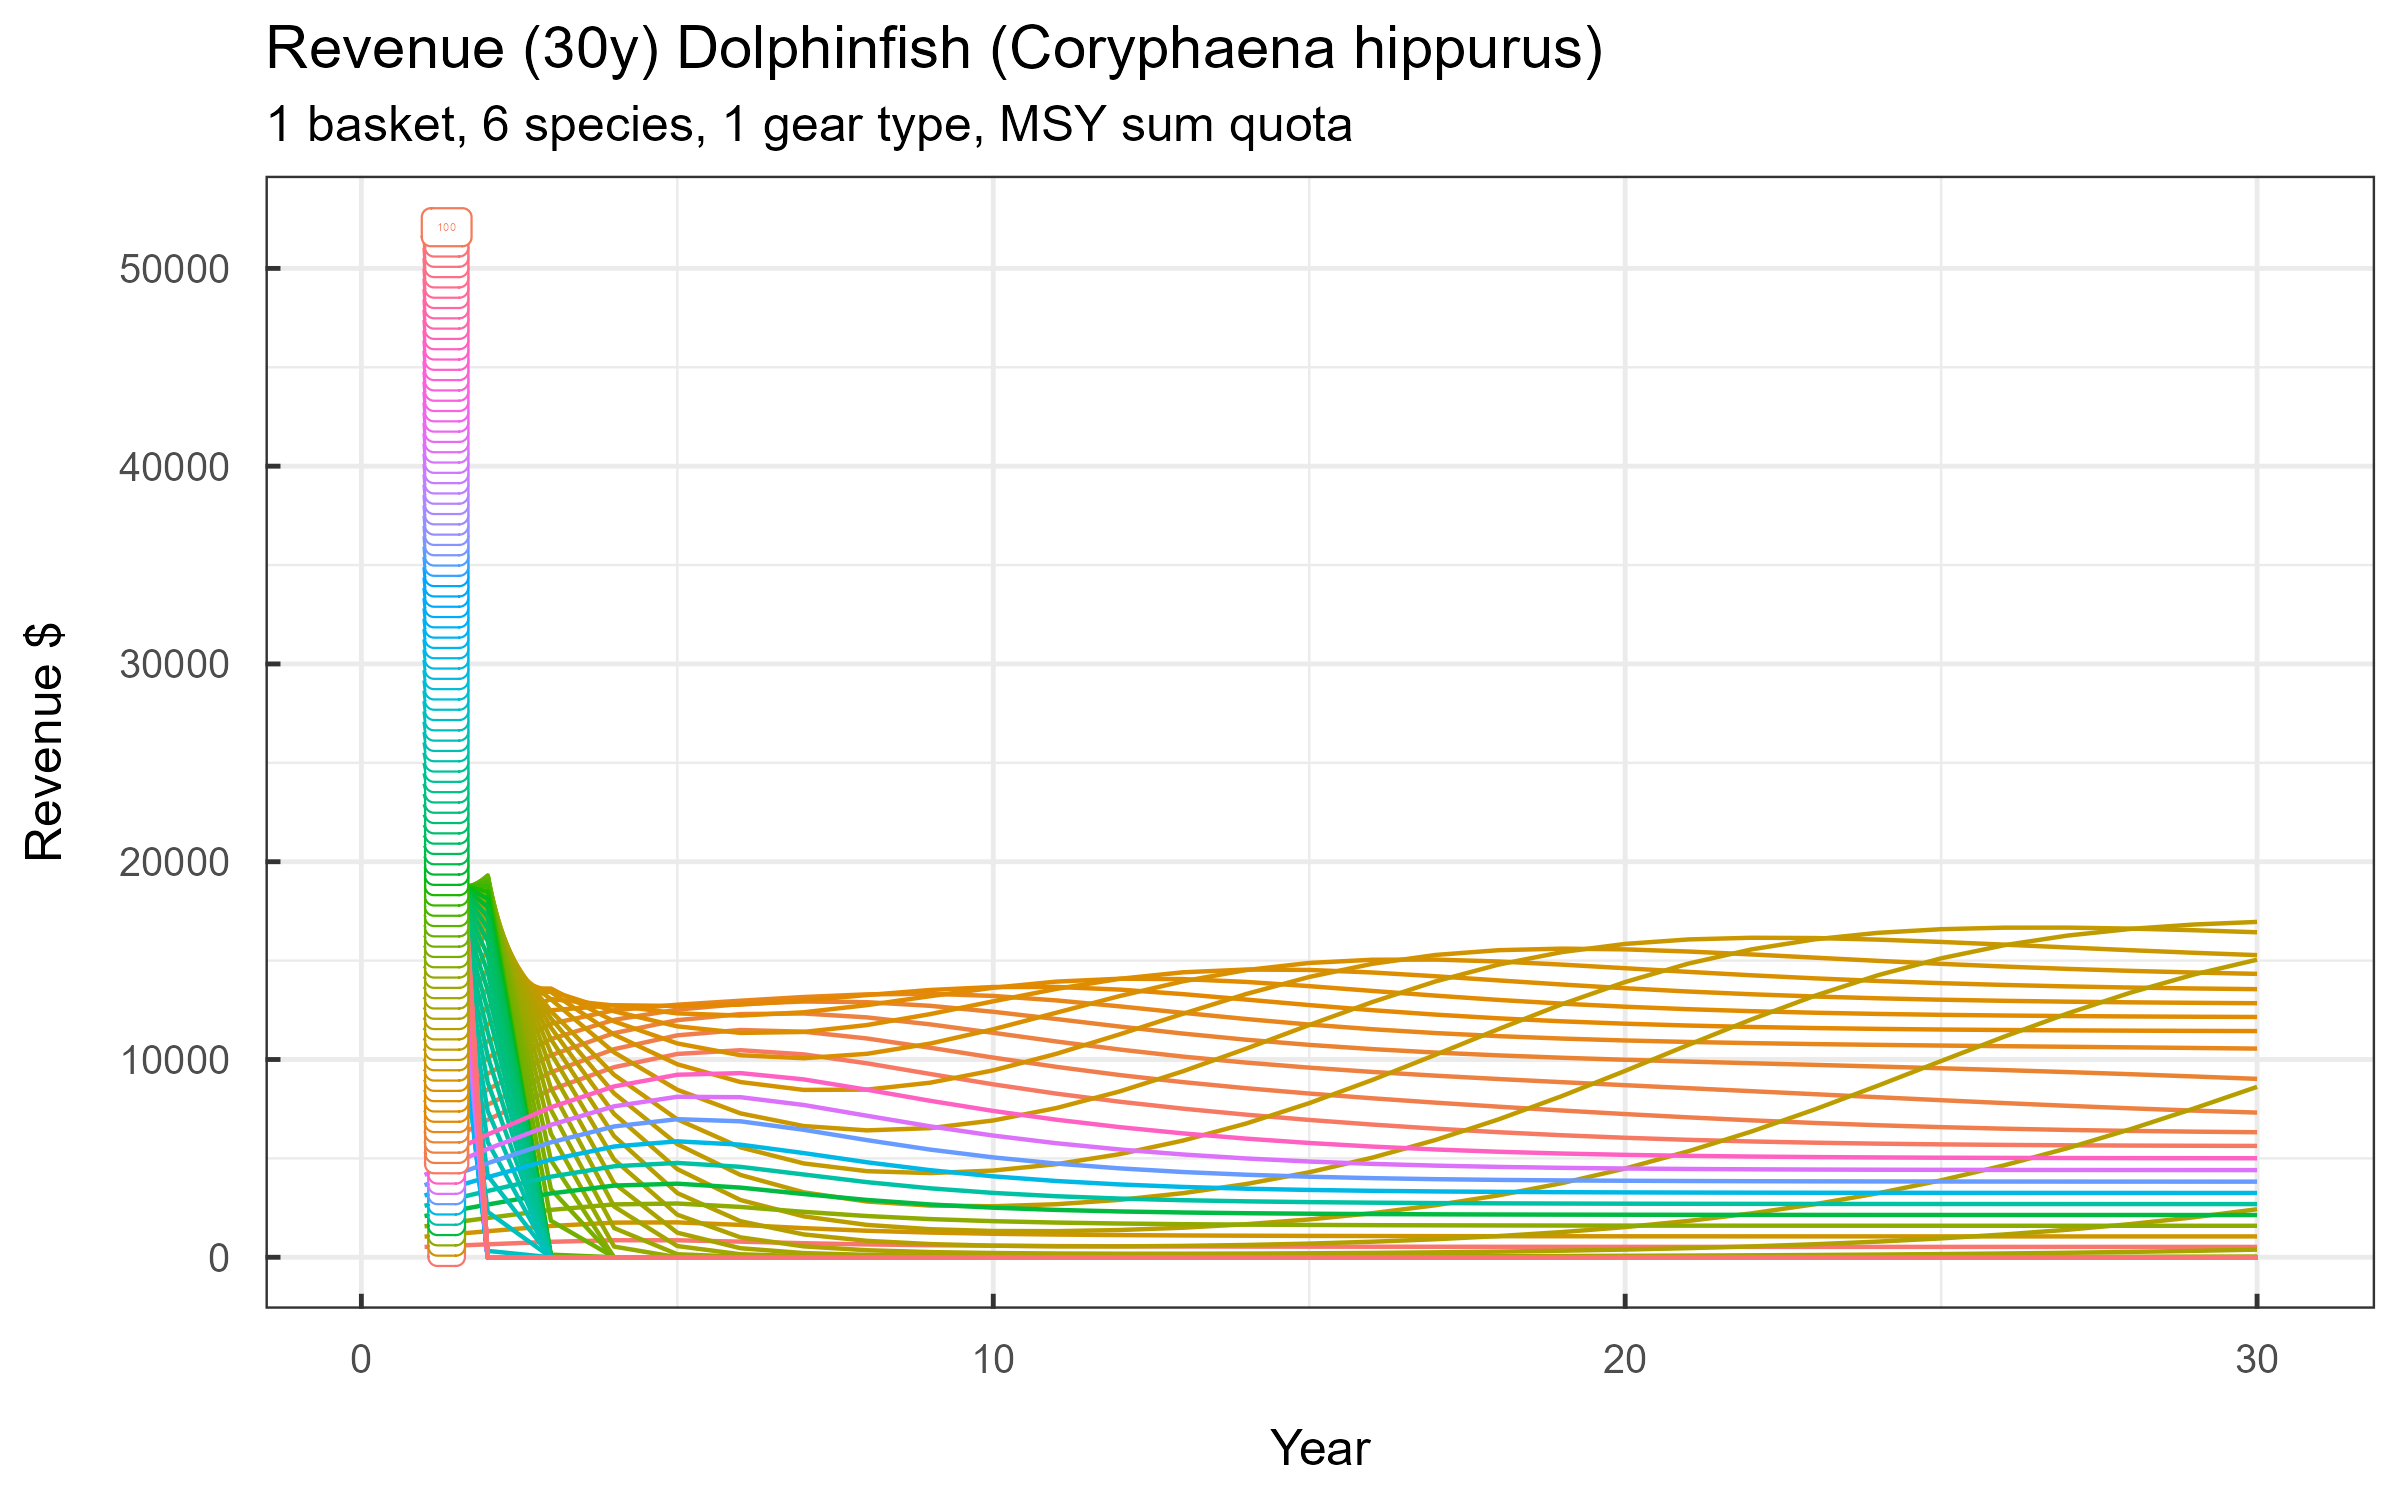 Revenue (30y) Dolphinfish (Coryphaena hippurus)
1 basket, 6 species, 1 gear type, MSY sum quota
100
50000
40000
30000
20000
10000
0
Revenue $
0 10 20 30
Year